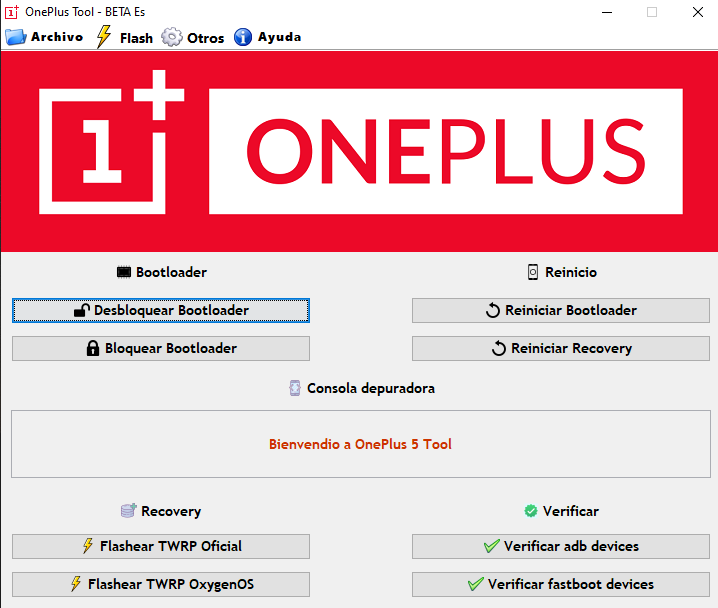 OnePlus Tool - BETA Es
Archivo Flash Otros Ayuda
1+ ONEPLUS
Bootloader
Reinicio
Desbloquear Bootloader
Reiniciar Bootloader
Bloquear Bootloader
Reiniciar Recovery
Consola depuradora
Bienvendio a OnePlus 5 Tool
Recovery
Verificar
Flashear TWRP Oficial
Verificar adb devices
Flashear TWRP OxygenOS
Verificar fastboot devices